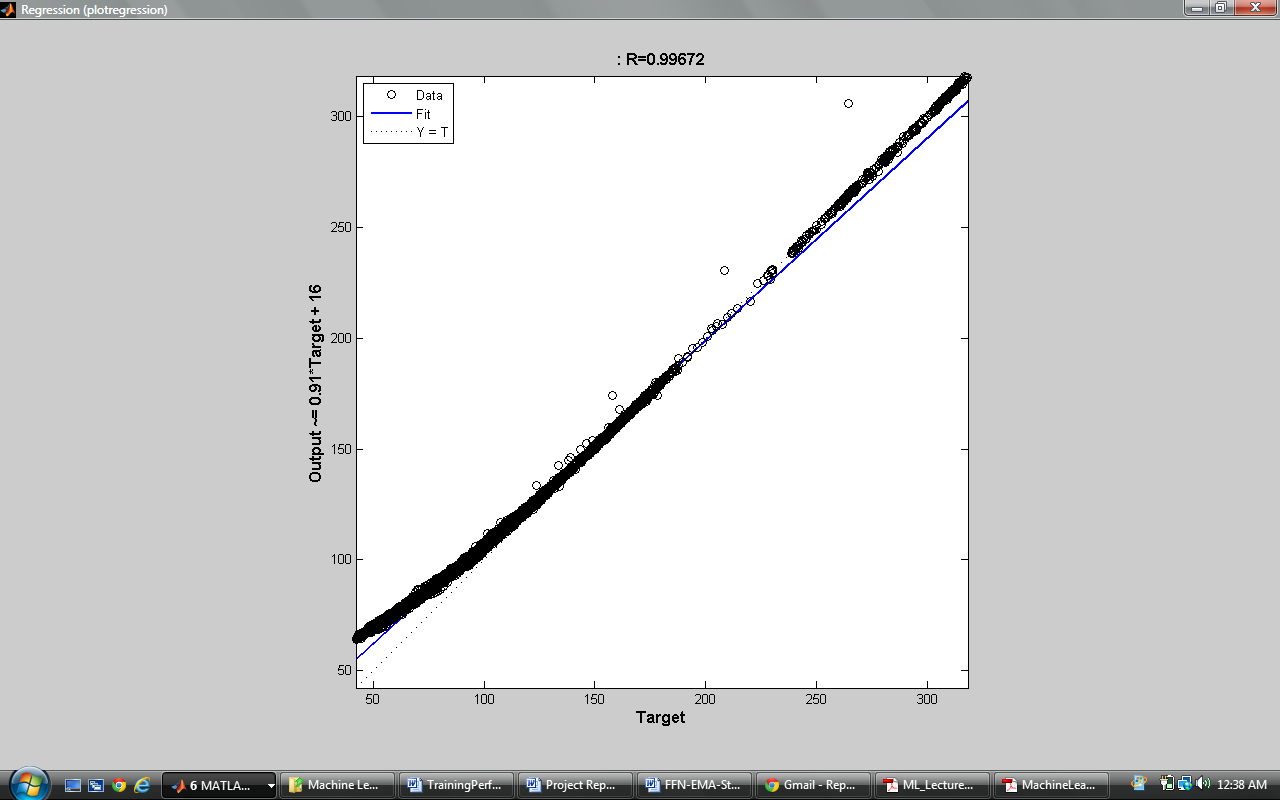 Regression (plotregression)
: R=0.99672
Data
Fit
Y = T
Output ~= 0.91*Target + 16
300
250
200
150
100
50
50 100 150 200 250 300
Target
6 MATLA... Machine Le... TrainingPerf... Project Rep... FFN-EMA-St... Gmail - Rep... ML_Lecture... MachineLea... 12:38 AM